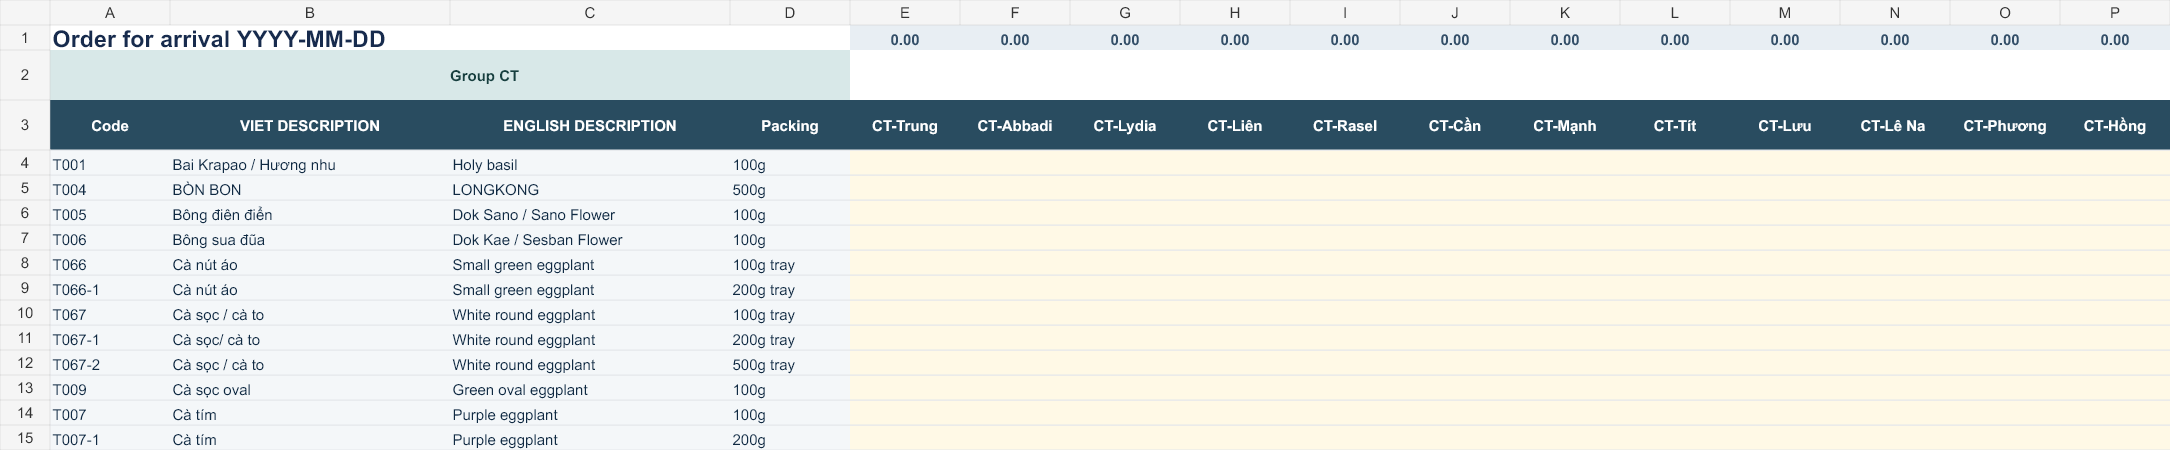 A B C D E F G H I J K L M N O P
1 Order for arrival YYYY-MM-DD 0.00 0.00 0.00 0.00 0.00 0.00 0.00 0.00 0.00 0.00 0.00 0.00
2 Group CT
3 Code VIET DESCRIPTION ENGLISH DESCRIPTION Packing CT-Trung CT-Abbadi CT-Lydia CT-Liên CT-Rasel CT-Cần CT-Mạnh CT-Tít CT-Lưu CT-Lê Na CT-Phương CT-Hồng
4 T001 Bai Krapao / Hương nhu Holy basil 100g
5 T004 BÒN BON LONGKONG 500g
6 T005 Bông điên điển Dok Sano / Sano Flower 100g
7 T006 Bông sua đũa Dok Kae / Sesban Flower 100g
8 T066 Cà nút áo Small green eggplant 100g tray
9 T066-1 Cà nút áo Small green eggplant 200g tray
10 T067 Cà sọc / cà to White round eggplant 100g tray
11 T067-1 Cà sọc/ cà to White round eggplant 200g tray
12 T067-2 Cà sọc / cà to White round eggplant 500g tray
13 T009 Cà sọc oval Green oval eggplant 100g
14 T007 Cà tím Purple eggplant 100g
15 T007-1 Cà tím Purple eggplant 200g